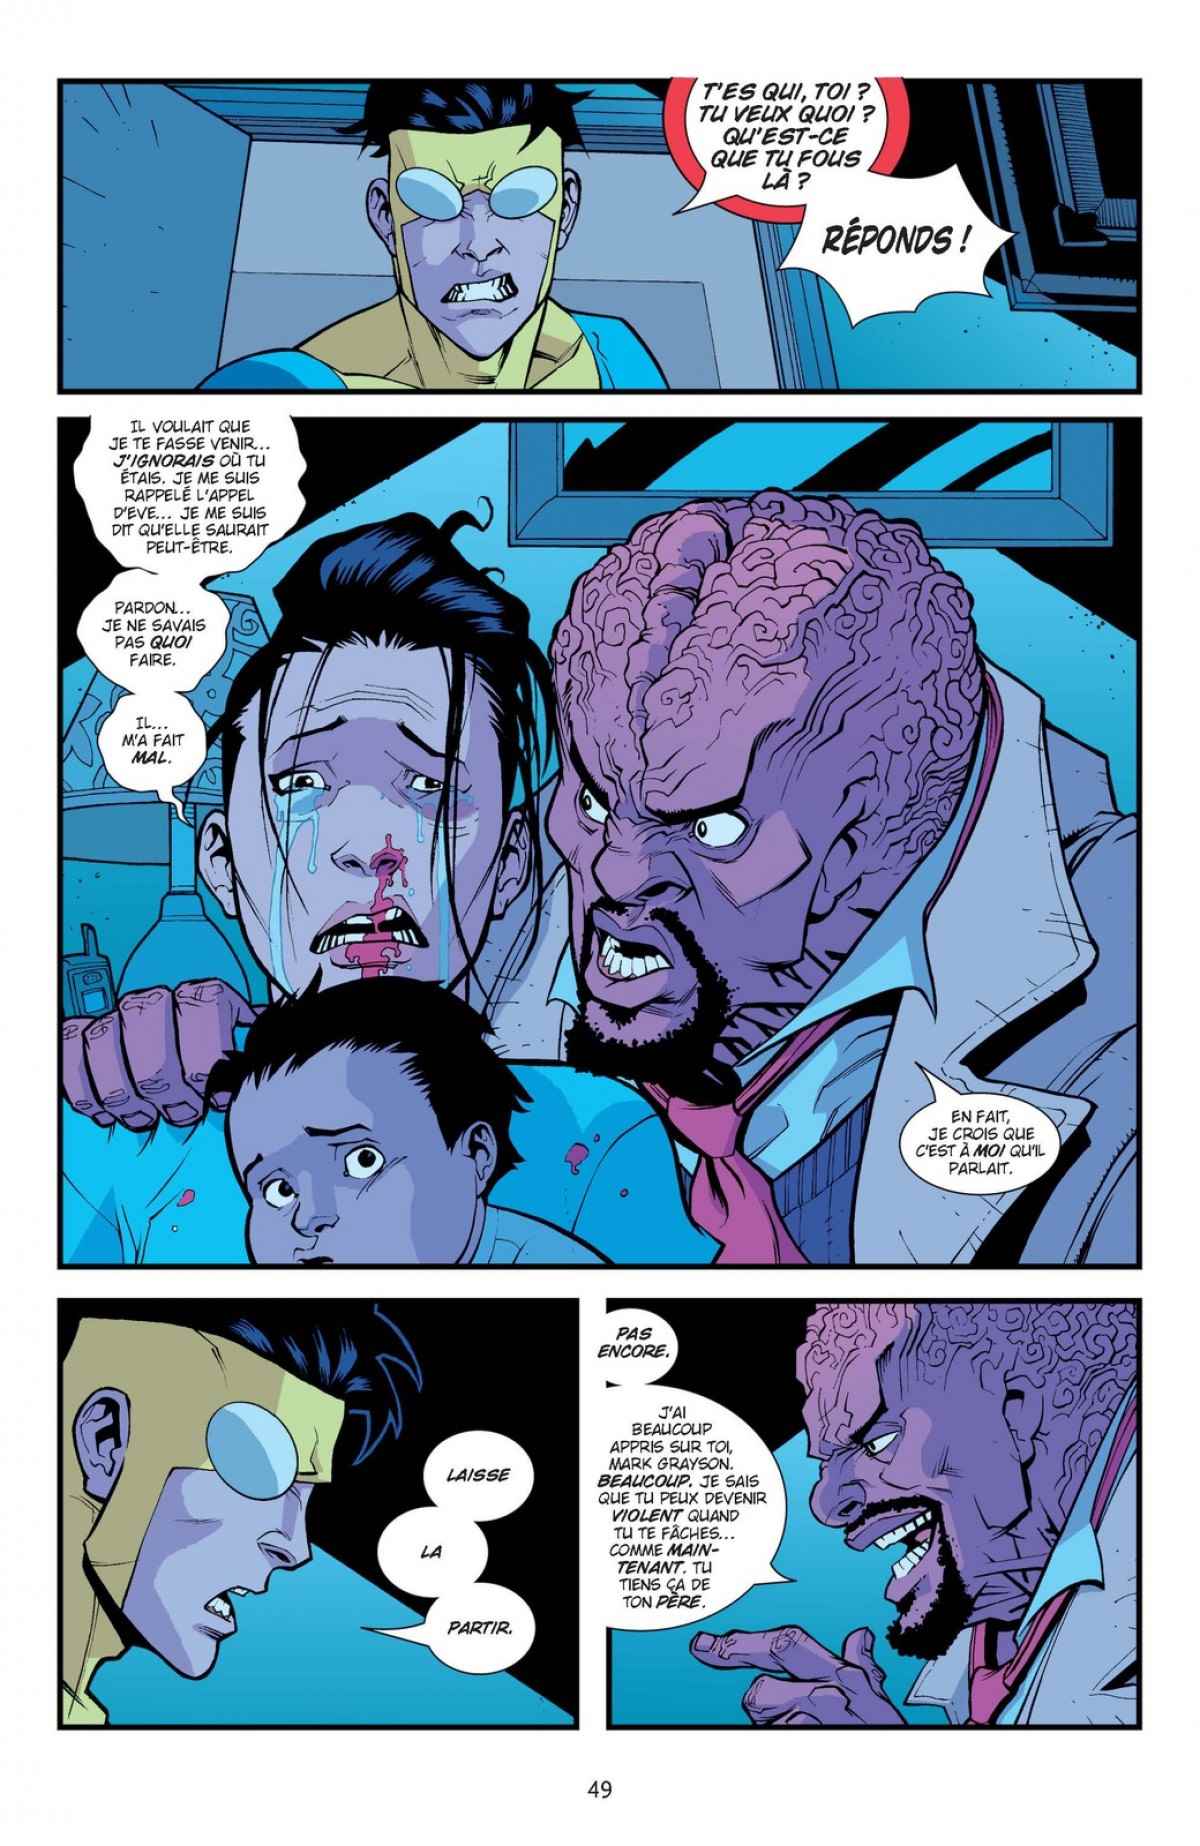 T'ES QUI, TOI ?
TU VEUX QUOI ?
QU'EST-CE
QUE TU FOUS
LÀ ?
RÉPONDS !
IL VOULAIT QUE
JE TE FASSE VENIR...
J'IGNORAIS OÙ TU
ÉTAIS. JE ME SUIS
RAPPELÉ L'APPEL
D'EVE... JE ME SUIS
DIT QU'ELLE SAURAIT
PEUT-ÊTRE.
PARDON...
JE NE SAVAIS
PAS QUOI
FAIRE.
IL...
M'A FAIT
MAL.
EN FAIT,
JE CROIS QUE
C'EST À MOI QU'IL
PARLAIT.
LAISSE
LA
PARTIR.
PAS
ENCORE.
J'AI
BEAUCOUP
APPRIS SUR TOI,
MARK GRAYSON.
BEAUCOUP. JE SAIS
QUE TU PEUX DEVENIR
VIOLENT QUAND
TU TE FÂCHES...
COMME MAIN-
TENANT. TU
TIENS ÇA DE
TON PÈRE.
49